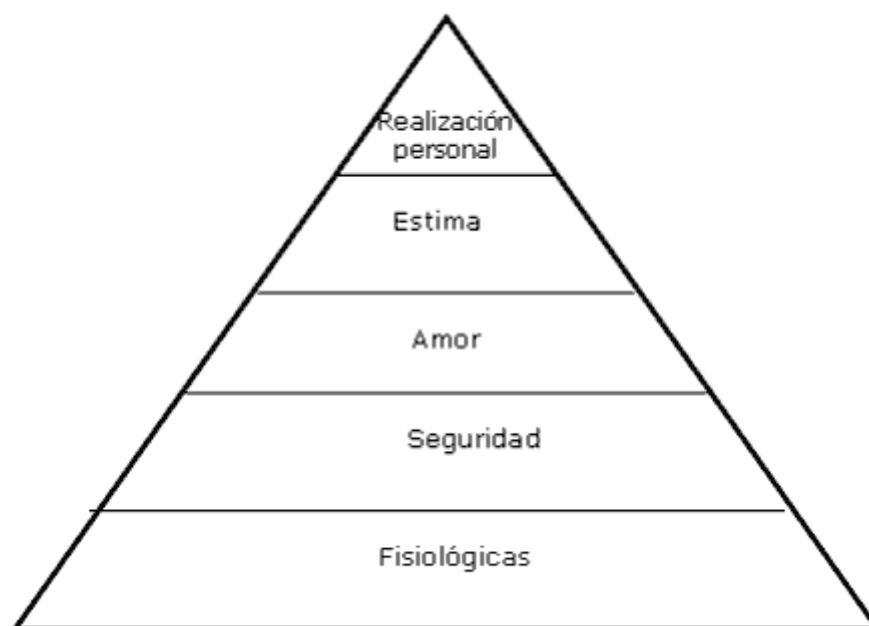 Realización
personal
Estima
Amor
Seguridad
Fisiológicas